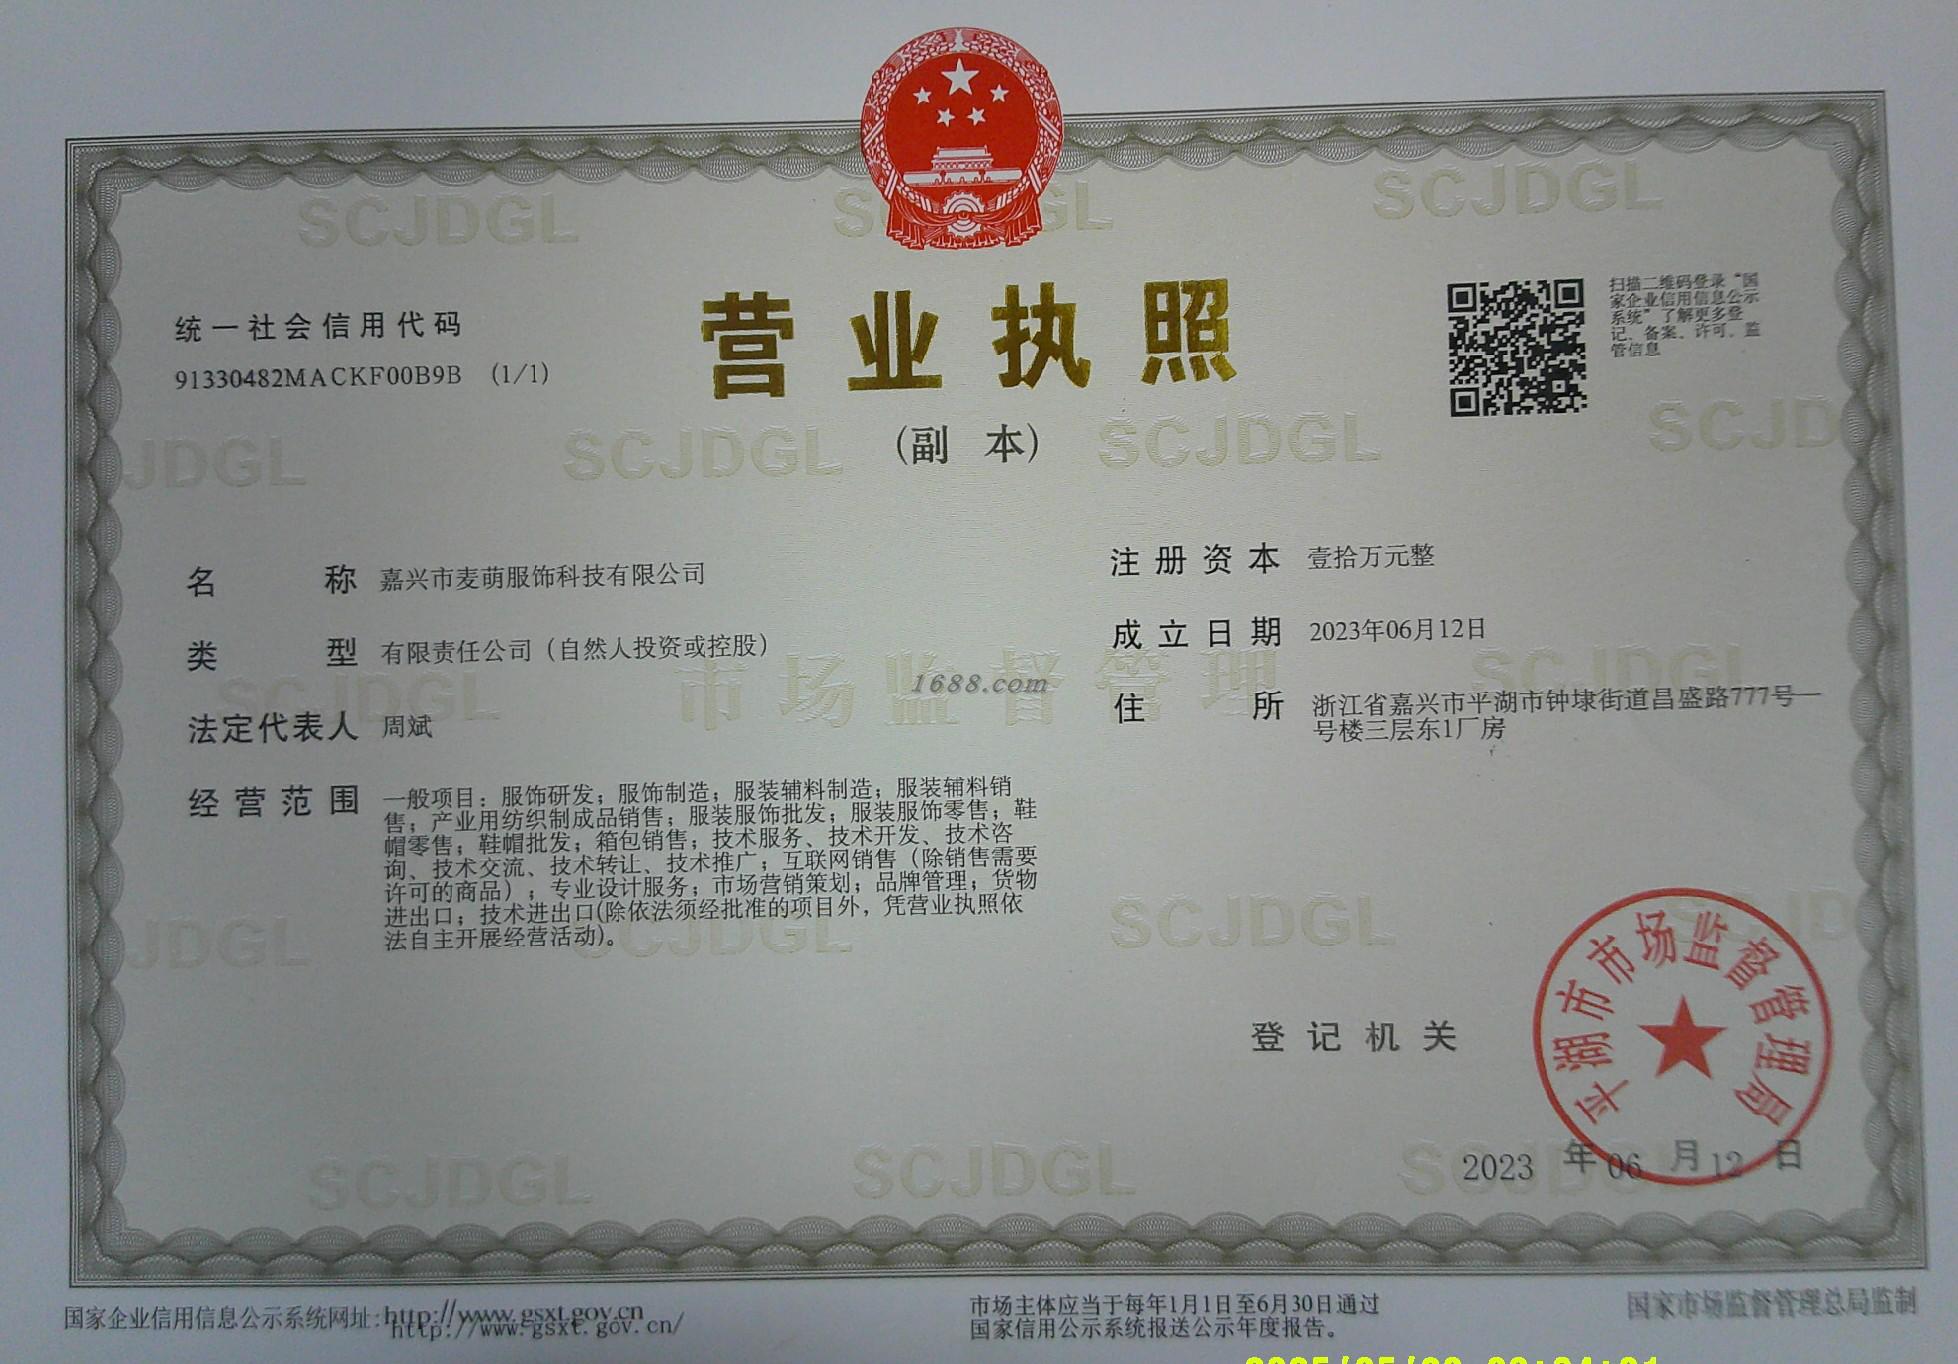 营业执照
(副 本)
统一社会信用代码
91330482MACKF00B9B (1/1)
扫描二维码登录“国
家企业信用信息公示
系统”了解更多登
记、备案、许可、监
管信息
名 称 嘉兴市麦萌服饰科技有限公司
类 型 有限责任公司（自然人投资或控股）
法定代表人 周斌
经营范围 一般项目：服饰研发；服饰制造；服装辅料制造；服装辅料销
售；产业用纺织制成品销售；服装服饰批发；服装服饰零售；鞋
帽零售；鞋帽批发；箱包销售；技术服务、技术开发、技术咨
询、技术交流、技术转让、技术推广；互联网销售（除销售需要
许可的商品）；专业设计服务；市场营销策划；品牌管理；货物
进出口；技术进出口(除依法须经批准的项目外，凭营业执照依
法自主开展经营活动)。
注册资本 壹拾万元整
成立日期 2023年06月12日
住 所 浙江省嘉兴市平湖市钟埭街道昌盛路777号一
号楼三层东1厂房
1688.com
市场监督管理
SCJDGL
SCJDGL
SCJDGL
SCJDGL
SCJDGL
SCJDGL
SCJDGL
SCJDGL
SCJDGL
SCJDGL
登记机关
平湖市市场监督管理局
2023 年 06 月 12 日
国家企业信用信息公示系统网址:http://www.gsxt.gov.cn
http://www.gsxt.gov.cn/
市场主体应当于每年1月1日至6月30日通过
国家信用公示系统报送公示年度报告。
国家市场监督管理总局监制